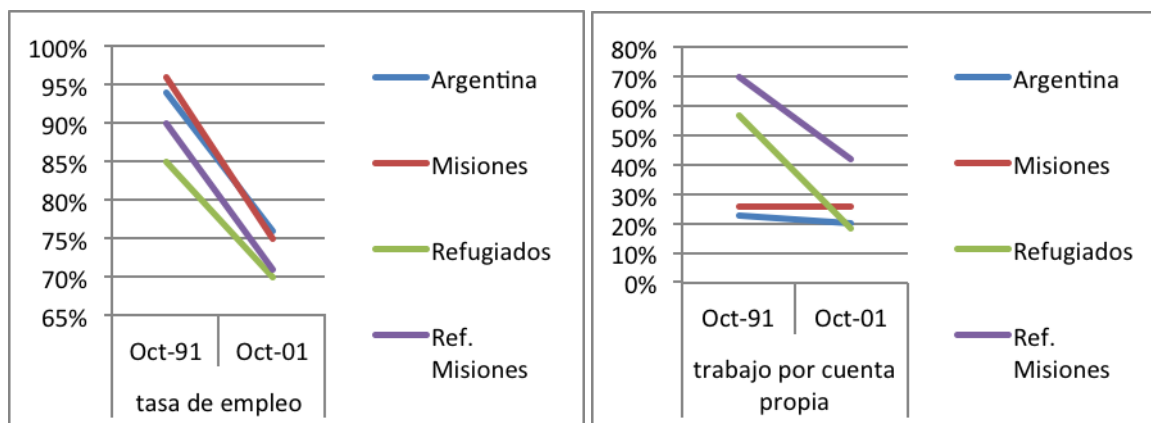 100%
95%
90%
85%
80%
75%
70%
65%
Oct-91 Oct-01
tasa de empleo
Argentina
Misiones
Refugiados
Ref.
Misiones
80%
70%
60%
50%
40%
30%
20%
10%
0%
Oct-91 Oct-01
trabajo por cuenta
propia
Argentina
Misiones
Refugiados
Ref.
Misiones